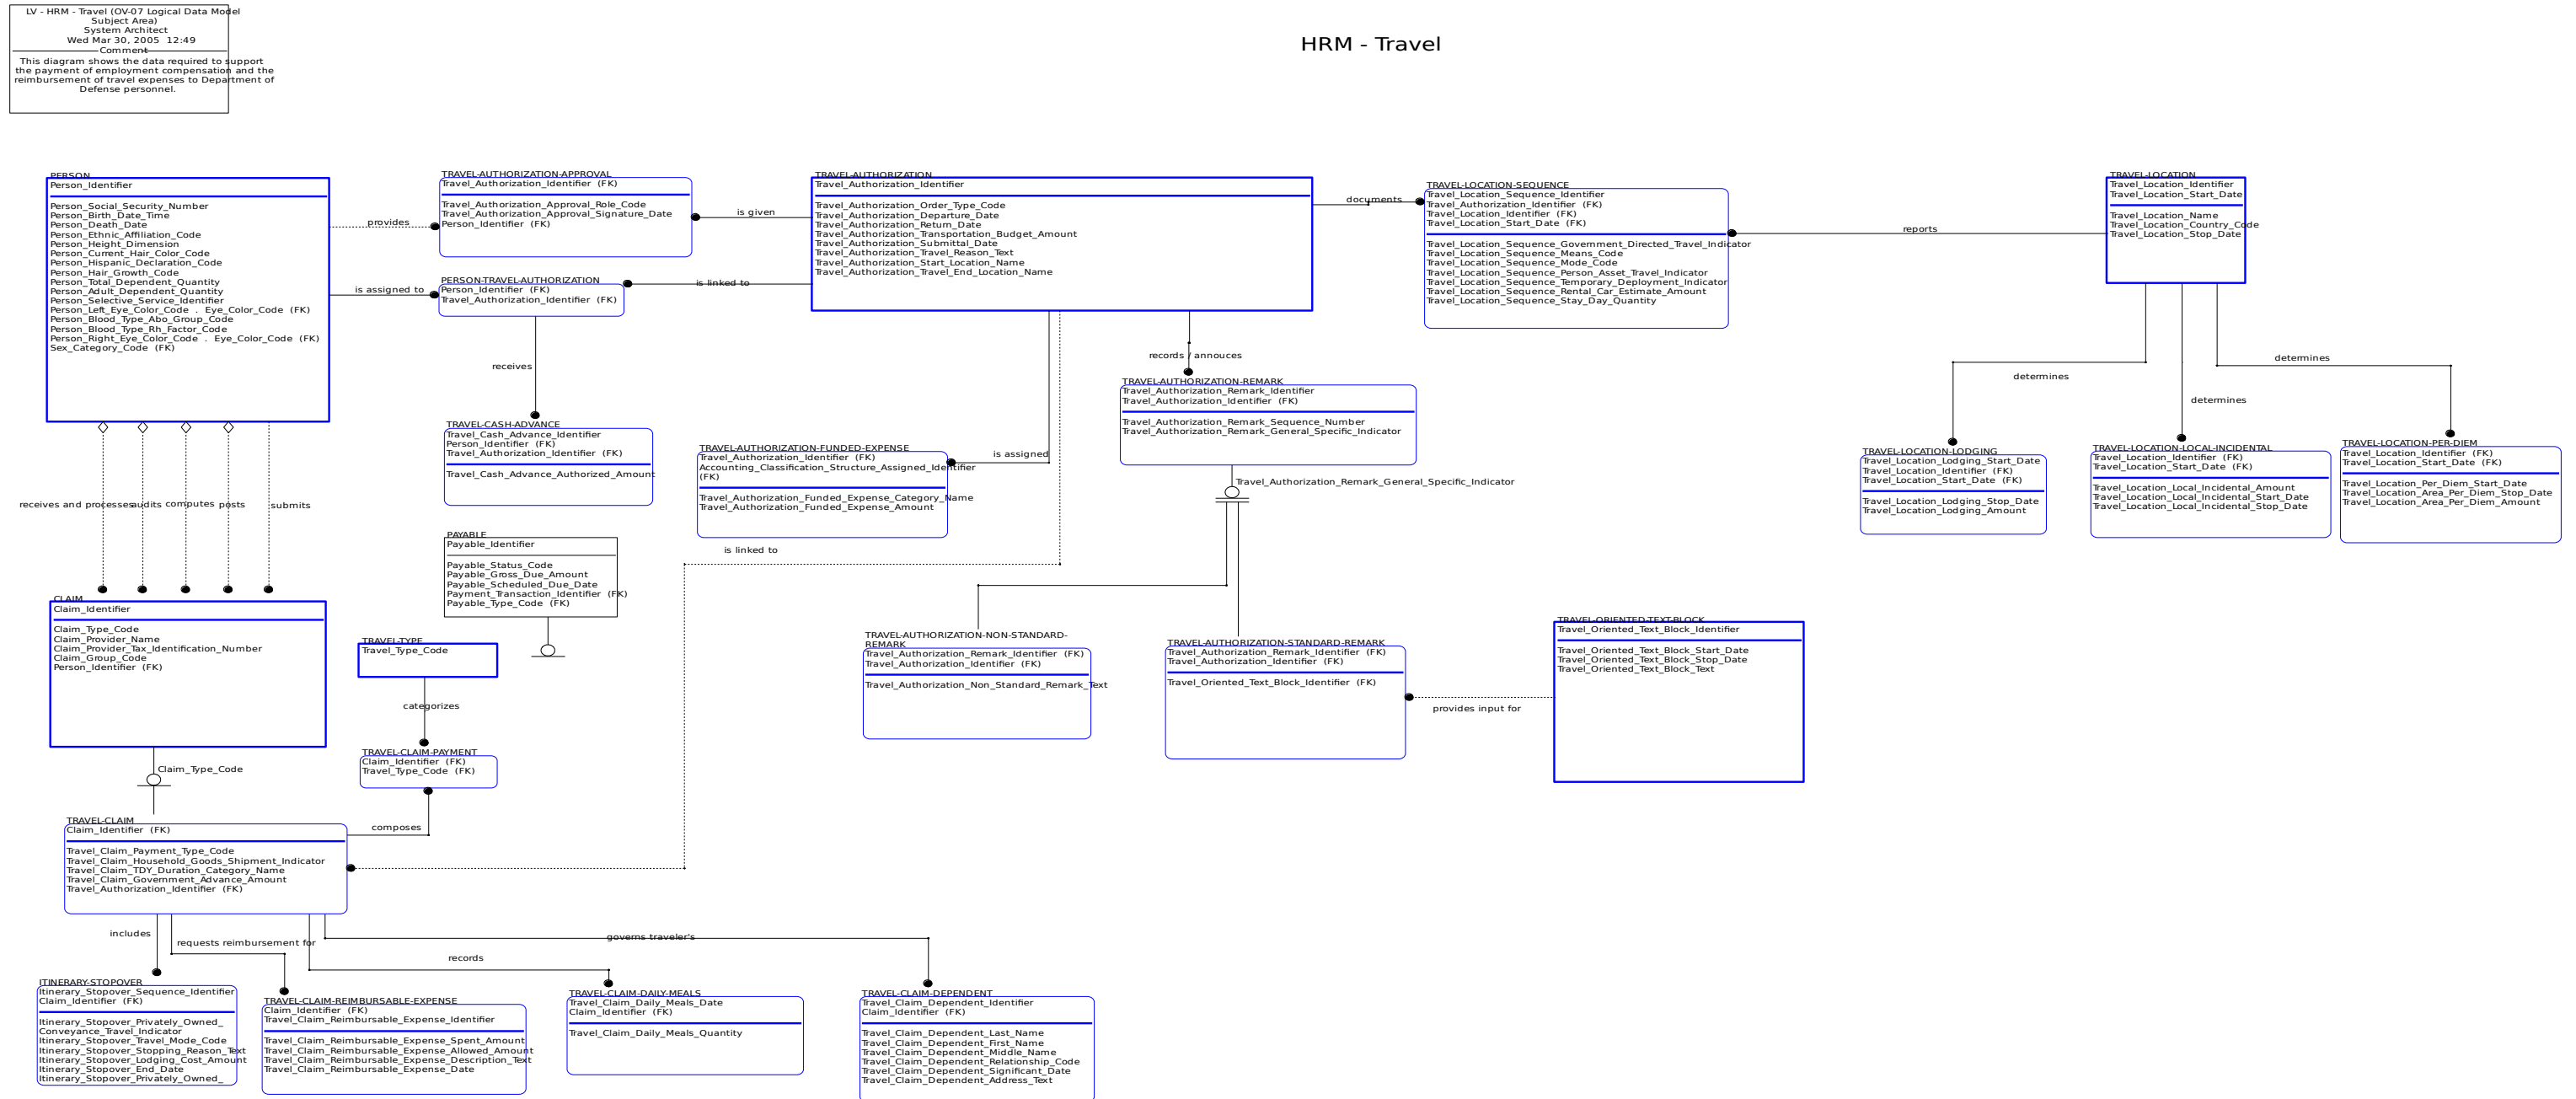 LV - HRM - Travel (OV-07 Logical Data Model
Subject Area)
System Architect
Wed Mar 30, 2005  12:49
Comment
This diagram shows the data required to support
the payment of employment compensation and the
reimbursement of travel expenses to Department of
Defense personnel.
HRM - Travel
PERSON
Person_Identifier
Person_Social_Security_Number
Person_Birth_Date_Time
Person_Death_Date
Person_Ethnic_Affiliation_Code
Person_Height_Dimension
Person_Current_Hair_Color_Code
Person_Hispanic_Declaration_Code
Person_Hair_Growth_Code
Person_Total_Dependent_Quantity
Person_Adult_Dependent_Quantity
Person_Selective_Service_Identifier
Person_Left_Eye_Color_Code . Eye_Color_Code (FK)
Person_Blood_Type_Abo_Group_Code
Person_Blood_Type_Rh_Factor_Code
Person_Right_Eye_Color_Code . Eye_Color_Code (FK)
Sex_Category_Code (FK)
provides
is assigned to
TRAVEL-AUTHORIZATION-APPROVAL
Travel_Authorization_Identifier (FK)
Travel_Authorization_Approval_Role_Code
Travel_Authorization_Approval_Signature_Date
Person_Identifier (FK)
is given
PERSON-TRAVEL-AUTHORIZATION
Person_Identifier (FK)
Travel_Authorization_Identifier (FK)
is linked to
TRAVEL-AUTHORIZATION
Travel_Authorization_Identifier
Travel_Authorization_Order_Type_Code
Travel_Authorization_Departure_Date
Travel_Authorization_Return_Date
Travel_Authorization_Transportation_Budget_Amount
Travel_Authorization_Submittal_Date
Travel_Authorization_Travel_Reason_Text
Travel_Authorization_Start_Location_Name
Travel_Authorization_Travel_End_Location_Name
documents
TRAVEL-LOCATION-SEQUENCE
Travel_Location_Sequence_Identifier
Travel_Authorization_Identifier (FK)
Travel_Location_Identifier (FK)
Travel_Location_Start_Date (FK)
Travel_Location_Sequence_Government_Directed_Travel_Indicator
Travel_Location_Sequence_Means_Code
Travel_Location_Sequence_Mode_Code
Travel_Location_Sequence_Person_Asset_Travel_Indicator
Travel_Location_Sequence_Temporary_Deployment_Indicator
Travel_Location_Sequence_Rental_Car_Estimate_Amount
Travel_Location_Sequence_Stay_Day_Quantity
reports
TRAVEL-LOCATION
Travel_Location_Identifier
Travel_Location_Start_Date
Travel_Location_Name
Travel_Location_Country_Code
Travel_Location_Stop_Date
receives
records / annouces
determines
determines
determines
TRAVEL-CASH-ADVANCE
Travel_Cash_Advance_Identifier
Person_Identifier (FK)
Travel_Authorization_Identifier (FK)
Travel_Cash_Advance_Authorized_Amount
TRAVEL-AUTHORIZATION-FUNDED-EXPENSE
Travel_Authorization_Identifier (FK)
Accounting_Classification_Structure_Assigned_Identifier
(FK)
Travel_Authorization_Funded_Expense_Category_Name
Travel_Authorization_Funded_Expense_Amount
is assigned
TRAVEL-AUTHORIZATION-REMARK
Travel_Authorization_Remark_Identifier
Travel_Authorization_Identifier (FK)
Travel_Authorization_Remark_Sequence_Number
Travel_Authorization_Remark_General_Specific_Indicator
Travel_Authorization_Remark_General_Specific_Indicator
TRAVEL-LOCATION-LODGING
Travel_Location_Lodging_Start_Date
Travel_Location_Identifier (FK)
Travel_Location_Start_Date (FK)
Travel_Location_Lodging_Stop_Date
Travel_Location_Lodging_Amount
TRAVEL-LOCATION-LOCAL-INCIDENTAL
Travel_Location_Identifier (FK)
Travel_Location_Start_Date (FK)
Travel_Location_Local_Incidental_Amount
Travel_Location_Local_Incidental_Start_Date
Travel_Location_Local_Incidental_Stop_Date
TRAVEL-LOCATION-PER-DIEM
Travel_Location_Identifier (FK)
Travel_Location_Start_Date (FK)
Travel_Location_Per_Diem_Start_Date
Travel_Location_Area_Per_Diem_Stop_Date
Travel_Location_Area_Per_Diem_Amount
receives and processes
audits
computes
posts
submits
is linked to
PAYABLE
Payable_Identifier
Payable_Status_Code
Payable_Gross_Due_Amount
Payable_Scheduled_Due_Date
Payment_Transaction_Identifier (FK)
Payable_Type_Code (FK)
CLAIM
Claim_Identifier
Claim_Type_Code
Claim_Provider_Name
Claim_Provider_Tax_Identification_Number
Claim_Group_Code
Person_Identifier (FK)
Claim_Type_Code
TRAVEL-TYPE
Travel_Type_Code
categorizes
TRAVEL-CLAIM-PAYMENT
Claim_Identifier (FK)
Travel_Type_Code (FK)
composes
TRAVEL-AUTHORIZATION-NON-STANDARD-
REMARK
Travel_Authorization_Remark_Identifier (FK)
Travel_Authorization_Identifier (FK)
Travel_Authorization_Non_Standard_Remark_Text
TRAVEL-AUTHORIZATION-STANDARD-REMARK
Travel_Authorization_Remark_Identifier (FK)
Travel_Authorization_Identifier (FK)
Travel_Oriented_Text_Block_Identifier (FK)
provides input for
TRAVEL-ORIENTED-TEXT-BLOCK
Travel_Oriented_Text_Block_Identifier
Travel_Oriented_Text_Block_Start_Date
Travel_Oriented_Text_Block_Stop_Date
Travel_Oriented_Text_Block_Text
TRAVEL-CLAIM
Claim_Identifier (FK)
Travel_Claim_Payment_Type_Code
Travel_Claim_Household_Goods_Shipment_Indicator
Travel_Claim_TDY_Duration_Category_Name
Travel_Claim_Government_Advance_Amount
Travel_Authorization_Identifier (FK)
includes
requests reimbursement for
records
governs traveler's
ITINERARY-STOPOVER
Itinerary_Stopover_Sequence_Identifier
Claim_Identifier (FK)
Itinerary_Stopover_Privately_Owned_
Conveyance_Travel_Indicator
Itinerary_Stopover_Travel_Mode_Code
Itinerary_Stopover_Stopping_Reason_Text
Itinerary_Stopover_Lodging_Cost_Amount
Itinerary_Stopover_End_Date
Itinerary_Stopover_Privately_Owned_
TRAVEL-CLAIM-REIMBURSABLE-EXPENSE
Claim_Identifier (FK)
Travel_Claim_Reimbursable_Expense_Identifier
Travel_Claim_Reimbursable_Expense_Spent_Amount
Travel_Claim_Reimbursable_Expense_Allowed_Amount
Travel_Claim_Reimbursable_Expense_Description_Text
Travel_Claim_Reimbursable_Expense_Date
TRAVEL-CLAIM-DAILY-MEALS
Travel_Claim_Daily_Meals_Date
Claim_Identifier (FK)
Travel_Claim_Daily_Meals_Quantity
TRAVEL-CLAIM-DEPENDENT
Travel_Claim_Dependent_Identifier
Claim_Identifier (FK)
Travel_Claim_Dependent_Last_Name
Travel_Claim_Dependent_First_Name
Travel_Claim_Dependent_Middle_Name
Travel_Claim_Dependent_Relationship_Code
Travel_Claim_Dependent_Significant_Date
Travel_Claim_Dependent_Address_Text